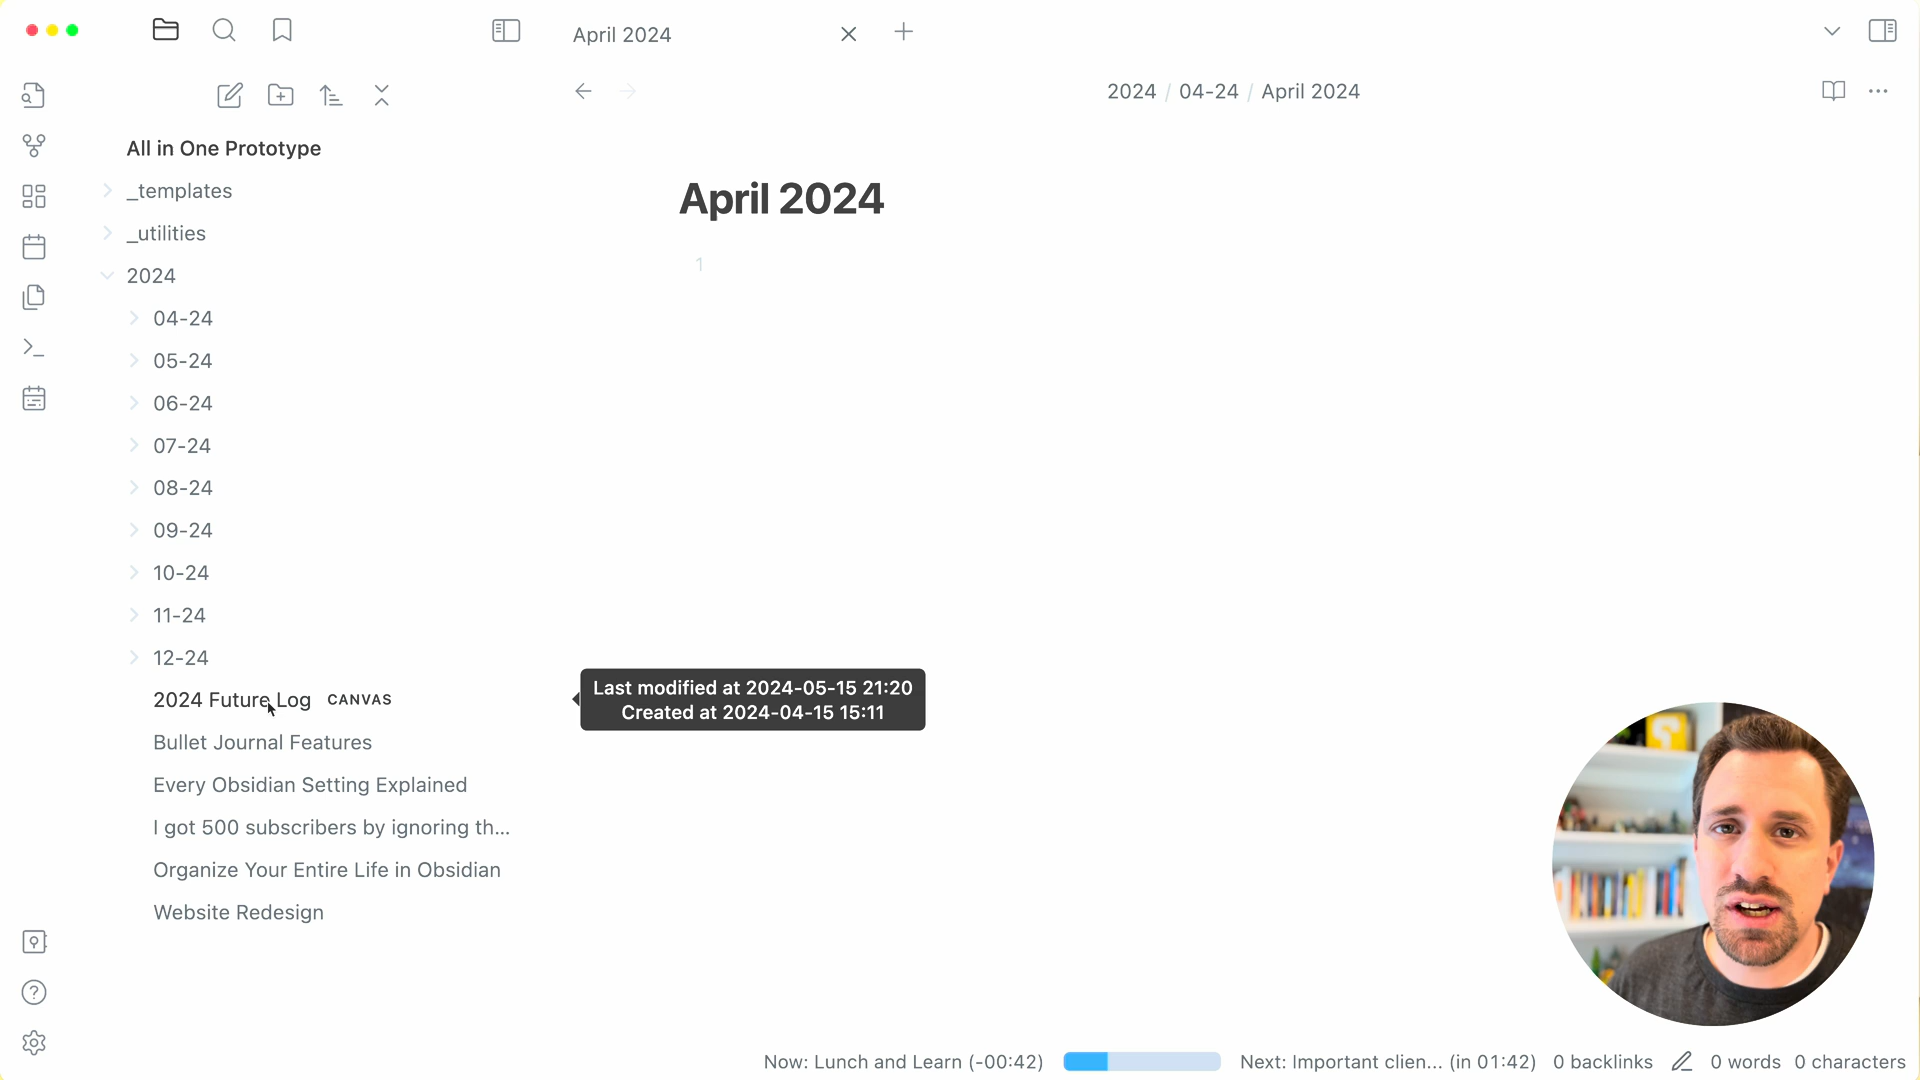 April 2024
2024 / 04-24 / April 2024
All in One Prototype
_templates
_utilities
2024
04-24
05-24
06-24
07-24
08-24
09-24
10-24
11-24
12-24
2024 Future Log CANVAS
Bullet Journal Features
Every Obsidian Setting Explained
I got 500 subscribers by ignoring th...
Organize Your Entire Life in Obsidian
Website Redesign
April 2024
1
Last modified at 2024-05-15 21:20
Created at 2024-04-15 15:11
Now: Lunch and Learn (-00:42) Next: Important clien... (in 01:42) 0 backlinks 0 words 0 characters